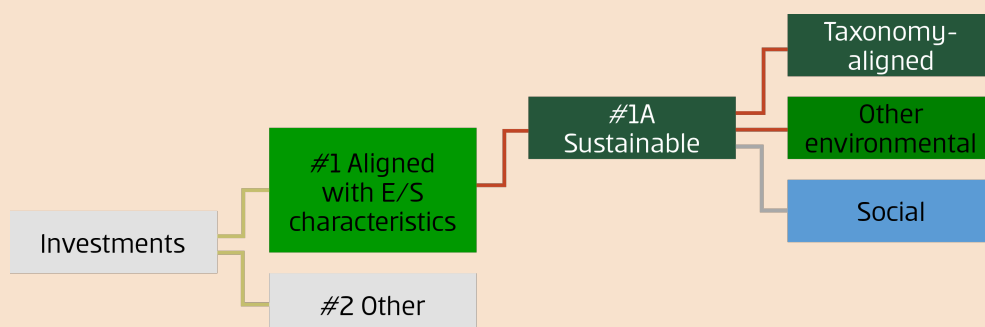 Investments
#1 Aligned
with E/S
characteristics
#2 Other
#1A
Sustainable
Taxonomy-
aligned
Other
environmental
Social